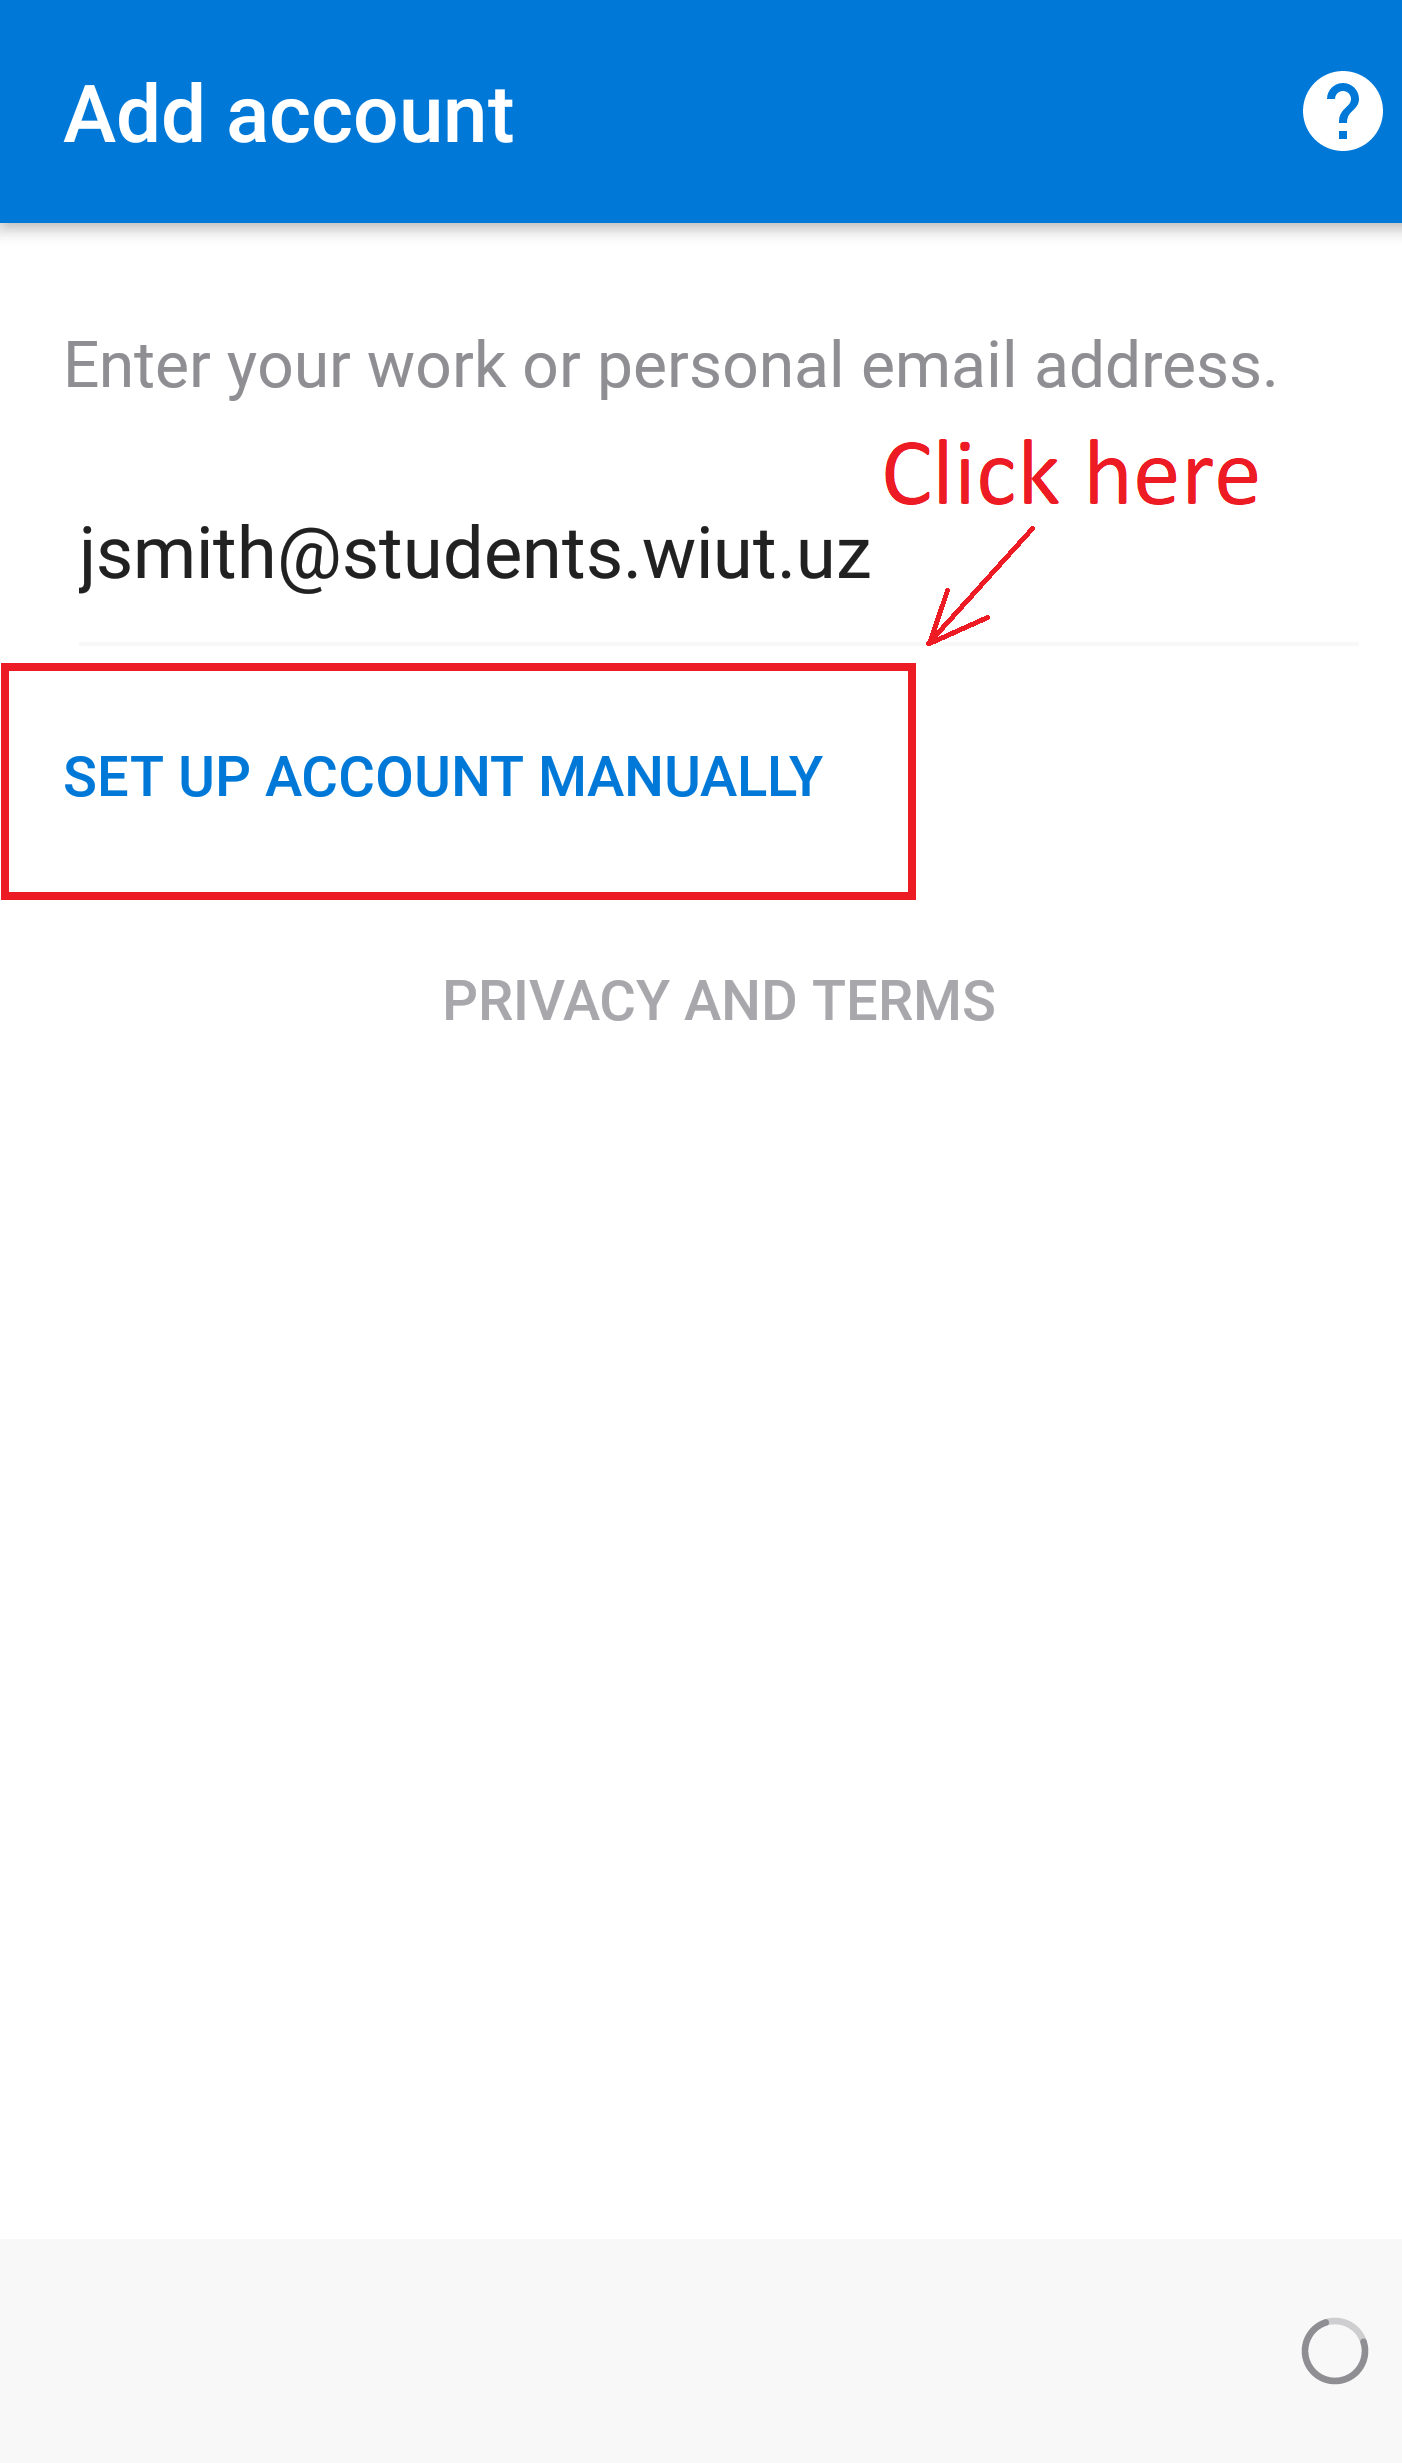 Add account
?
Enter your work or personal email address.
Click here
jsmith@students.wiut.uz
SET UP ACCOUNT MANUALLY
PRIVACY AND TERMS